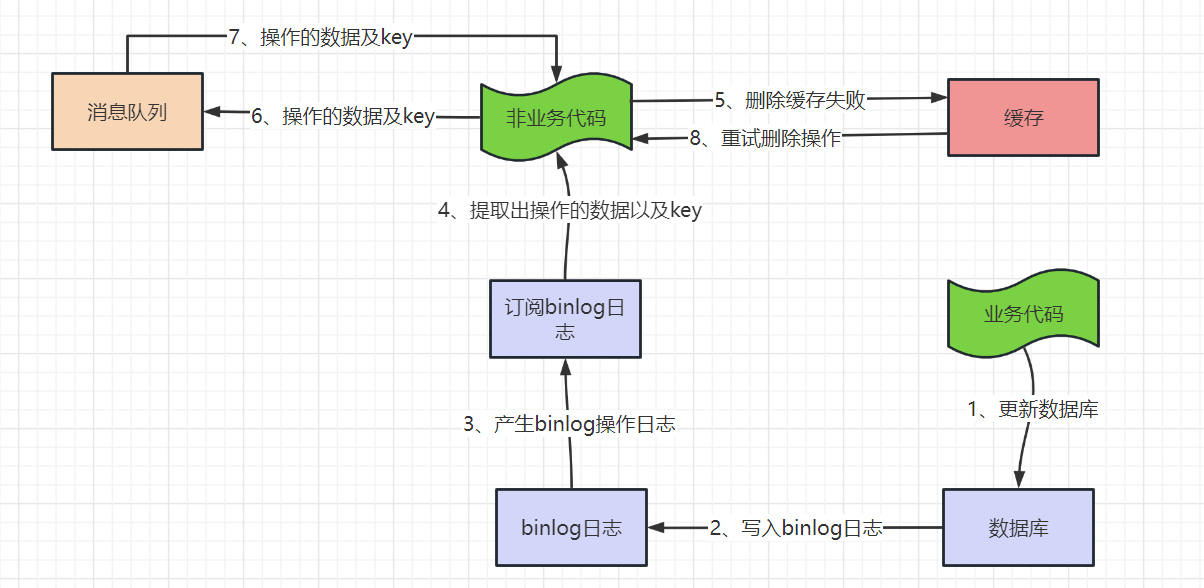 7、操作的数据及key
消息队列
6、操作的数据及key
非业务代码
5、删除缓存失败
8、重试删除操作
缓存
4、提取出操作的数据以及key
订阅binlog日
志
业务代码
3、产生binlog操作日志
1、更新数据库
binlog日志
2、写入binlog日志
数据库